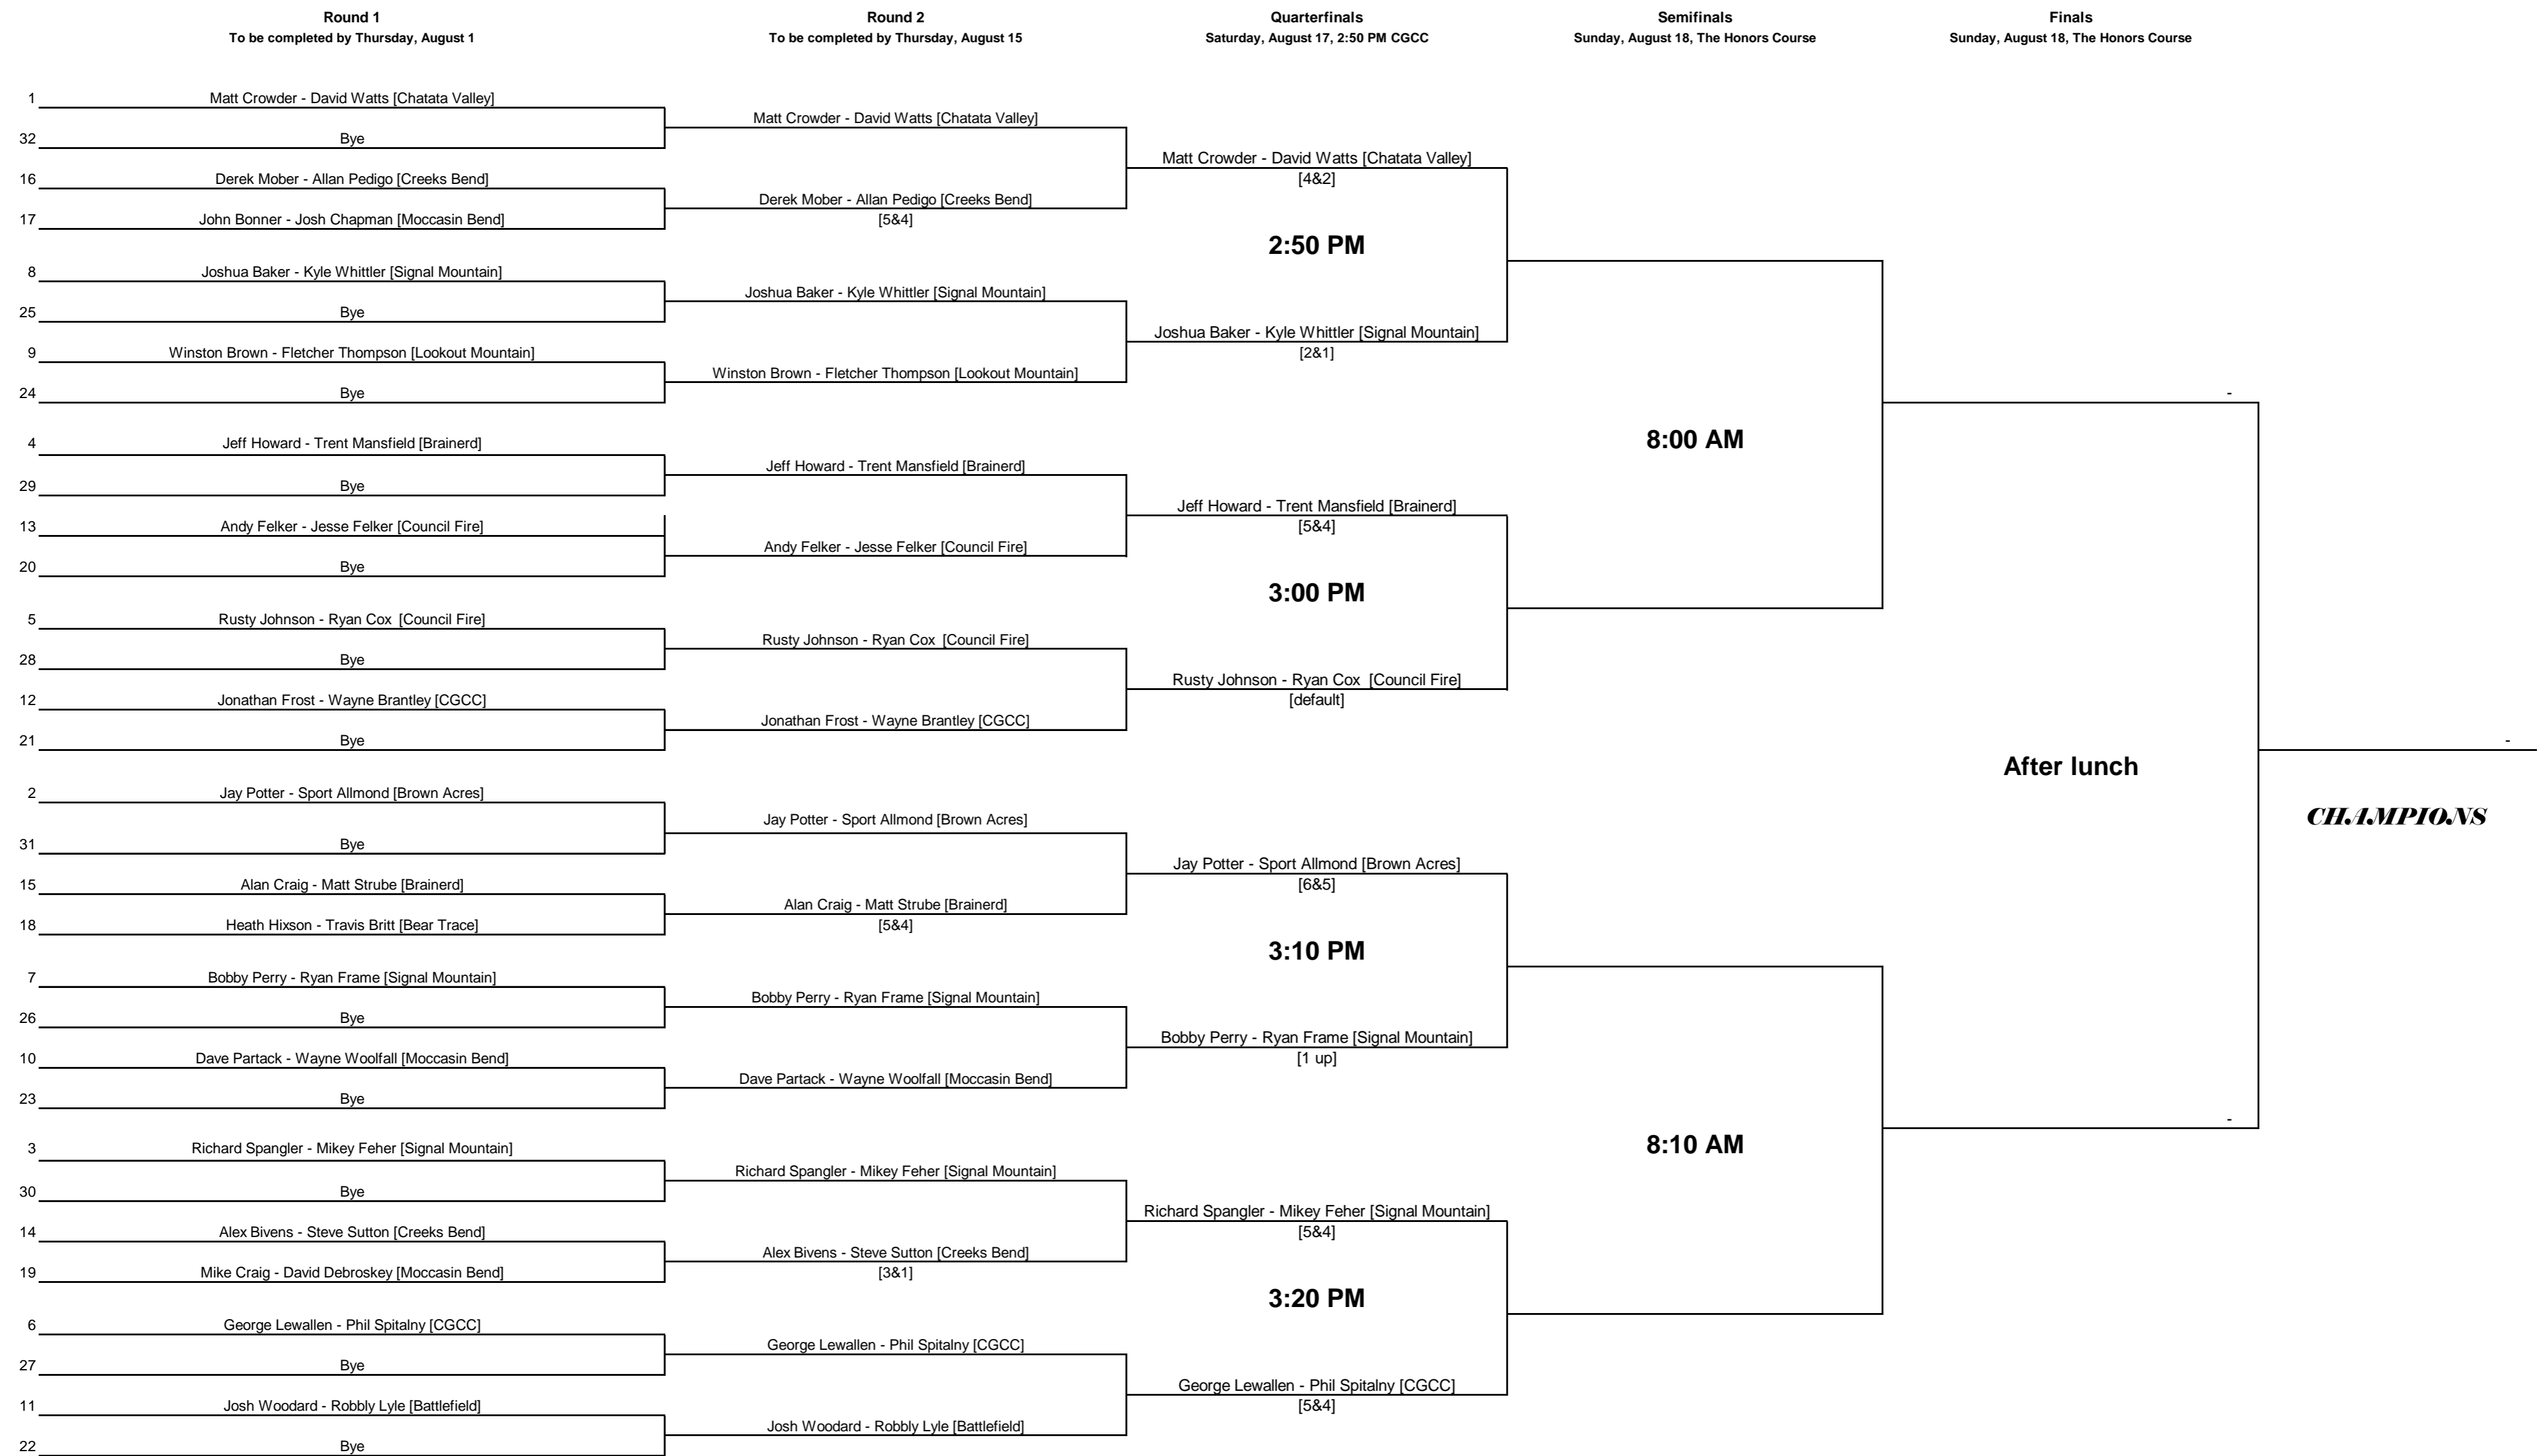 Round 1
To be completed by Thursday, August 1
Round 2
To be completed by Thursday, August 15
Quarterfinals
Saturday, August 17, 2:50 PM CGCC
Semifinals
Sunday, August 18, The Honors Course
Finals
Sunday, August 18, The Honors Course
1 Matt Crowder - David Watts [Chatata Valley]
32 Bye
16 Derek Mober - Allan Pedigo [Creeks Bend]
17 John Bonner - Josh Chapman [Moccasin Bend]
8 Joshua Baker - Kyle Whittler [Signal Mountain]
25 Bye
9 Winston Brown - Fletcher Thompson [Lookout Mountain]
24 Bye
4 Jeff Howard - Trent Mansfield [Brainerd]
29 Bye
13 Andy Felker - Jesse Felker [Council Fire]
20 Bye
5 Rusty Johnson - Ryan Cox  [Council Fire]
28 Bye
12 Jonathan Frost - Wayne Brantley [CGCC]
21 Bye
2 Jay Potter - Sport Allmond [Brown Acres]
31 Bye
15 Alan Craig - Matt Strube [Brainerd]
18 Heath Hixson - Travis Britt [Bear Trace]
7 Bobby Perry - Ryan Frame [Signal Mountain]
26 Bye
10 Dave Partack - Wayne Woolfall [Moccasin Bend]
23 Bye
3 Richard Spangler - Mikey Feher [Signal Mountain]
30 Bye
14 Alex Bivens - Steve Sutton [Creeks Bend]
19 Mike Craig - David Debroskey [Moccasin Bend]
6 George Lewallen - Phil Spitalny [CGCC]
27 Bye
11 Josh Woodard - Robbly Lyle [Battlefield]
22 Bye
Matt Crowder - David Watts [Chatata Valley]
Derek Mober - Allan Pedigo [Creeks Bend]
[5&4]
Joshua Baker - Kyle Whittler [Signal Mountain]
Winston Brown - Fletcher Thompson [Lookout Mountain]
Jeff Howard - Trent Mansfield [Brainerd]
Andy Felker - Jesse Felker [Council Fire]
Rusty Johnson - Ryan Cox  [Council Fire]
Jonathan Frost - Wayne Brantley [CGCC]
Jay Potter - Sport Allmond [Brown Acres]
Alan Craig - Matt Strube [Brainerd]
[5&4]
Bobby Perry - Ryan Frame [Signal Mountain]
Dave Partack - Wayne Woolfall [Moccasin Bend]
Richard Spangler - Mikey Feher [Signal Mountain]
Alex Bivens - Steve Sutton [Creeks Bend]
[3&1]
George Lewallen - Phil Spitalny [CGCC]
Josh Woodard - Robbly Lyle [Battlefield]
Matt Crowder - David Watts [Chatata Valley]
[4&2]
2:50 PM
Joshua Baker - Kyle Whittler [Signal Mountain]
[2&1]
Jeff Howard - Trent Mansfield [Brainerd]
[5&4]
3:00 PM
Rusty Johnson - Ryan Cox  [Council Fire]
[default]
Jay Potter - Sport Allmond [Brown Acres]
[6&5]
3:10 PM
Bobby Perry - Ryan Frame [Signal Mountain]
[1 up]
Richard Spangler - Mikey Feher [Signal Mountain]
[5&4]
3:20 PM
George Lewallen - Phil Spitalny [CGCC]
[5&4]
8:00 AM
8:10 AM
-
After lunch
-
-
CHAMPIONS